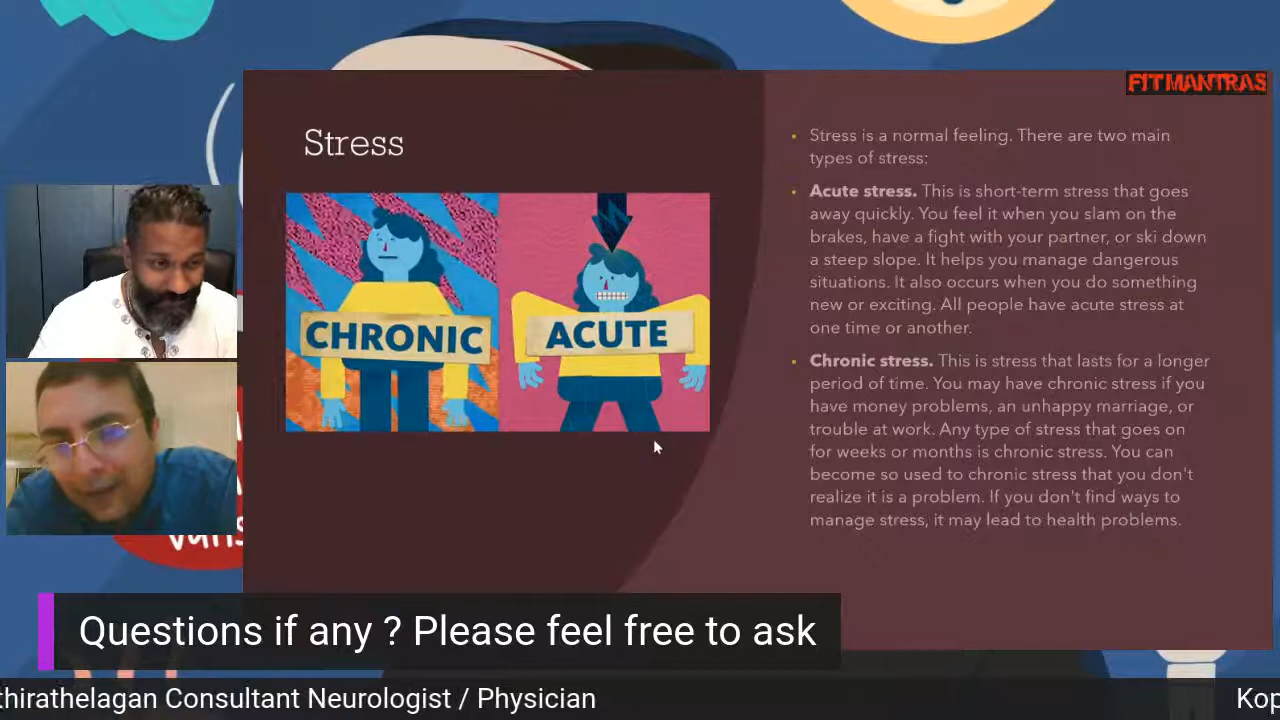 FITMANTRAS
Stress
CHRONIC
ACUTE
• Stress is a normal feeling. There are two main
types of stress:
• Acute stress. This is short-term stress that goes
away quickly. You feel it when you slam on the
brakes, have a fight with your partner, or ski down
a steep slope. It helps you manage dangerous
situations. It also occurs when you do something
new or exciting. All people have acute stress at
one time or another.
• Chronic stress. This is stress that lasts for a longer
period of time. You may have chronic stress if you
have money problems, an unhappy marriage, or
trouble at work. Any type of stress that goes on
for weeks or months is chronic stress. You can
become so used to chronic stress that you don't
realize it is a problem. If you don't find ways to
manage stress, it may lead to health problems.
Questions if any ? Please feel free to ask
thirathelagan Consultant Neurologist / Physician
Kop